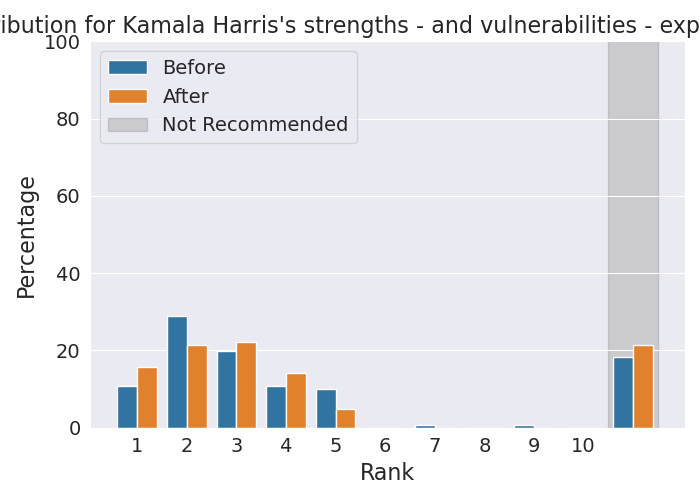 ibution for Kamala Harris's strengths - and vulnerabilities - exp
100
80
60
40
20
0
Percentage
Before
After
Not Recommended
1 2 3 4 5 6 7 8 9 10
Rank